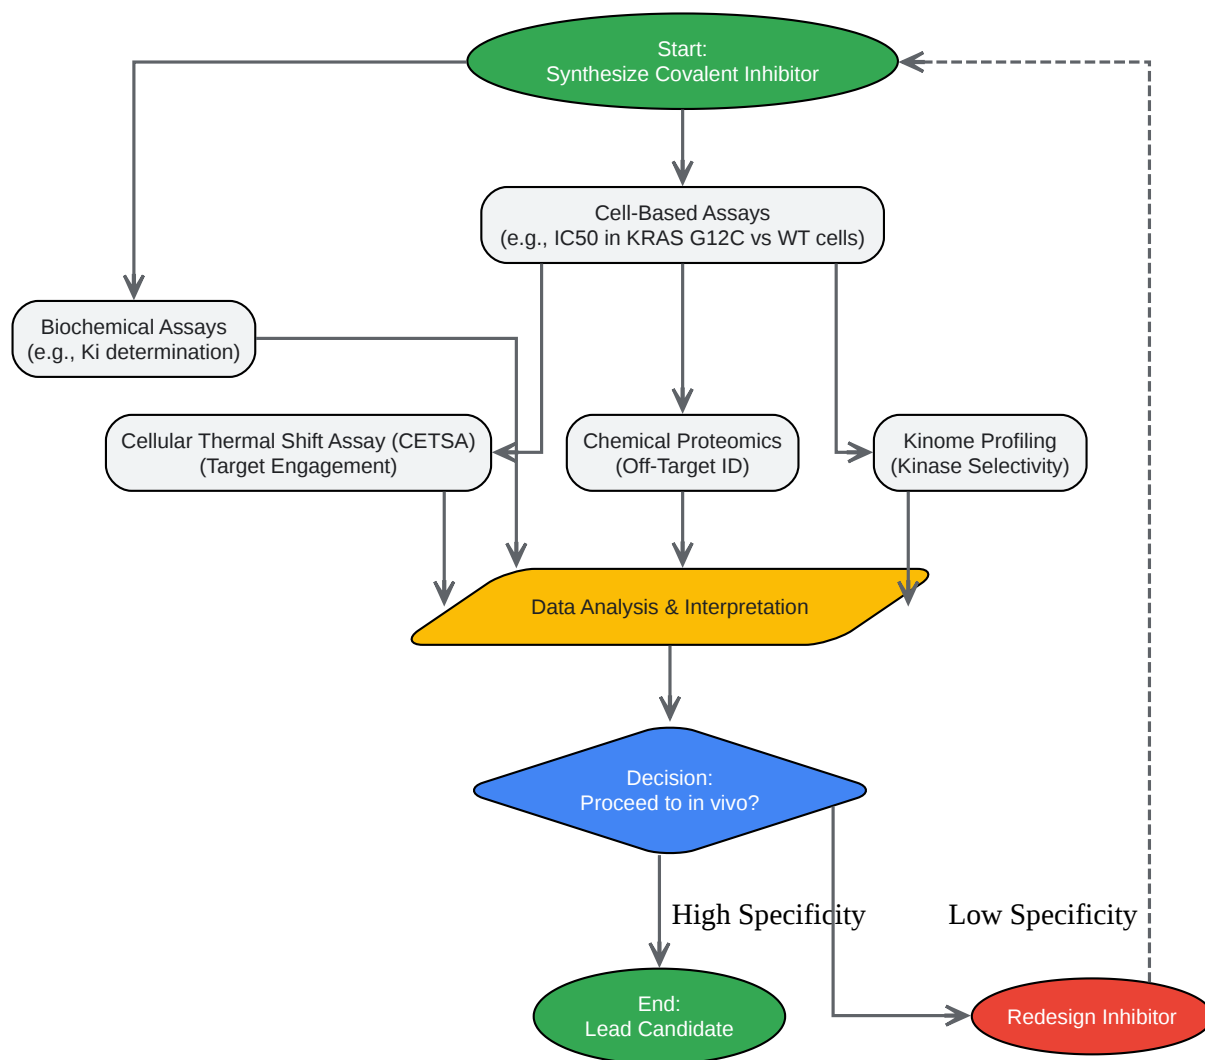 Start:
Synthesize Covalent Inhibitor
Cell-Based Assays
(e.g., IC50 in KRAS G12C vs WT cells)
Biochemical Assays
(e.g., Ki determination)
Cellular Thermal Shift Assay (CETSA)
(Target Engagement)
Chemical Proteomics
(Off-Target ID)
Kinome Profiling
(Kinase Selectivity)
Data Analysis & Interpretation
Decision:
Proceed to in vivo?
High Specificity
Low Specificity
End:
Lead Candidate
Redesign Inhibitor